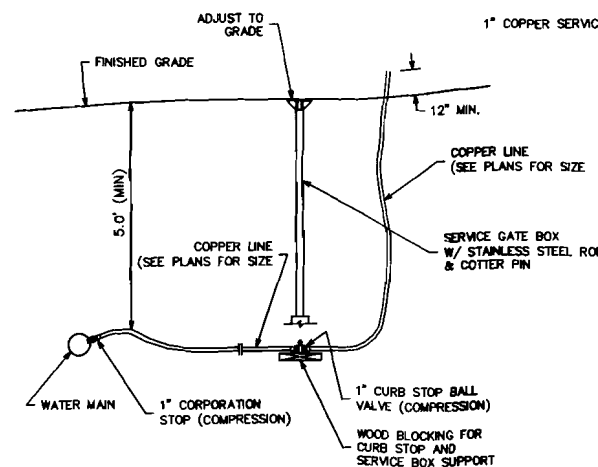 ADJUST TO
GRADE
1" COPPER SERVIC
FINISHED GRADE
12" MIN.
COPPER LINE
(SEE PLANS FOR SIZE
5.0' (MIN)
SERVICE GATE BOX
W/ STAINLESS STEEL ROD
& COTTER PIN
COPPER LINE
(SEE PLANS FOR SIZE
WATER MAIN
1" CORPORATION
STOP (COMPRESSION)
1" CURB STOP BALL
VALVE (COMPRESSION)
WOOD BLOCKING FOR
CURB STOP AND
SERVICE BOX SUPPORT